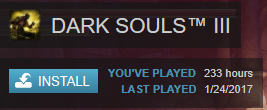 DARK SOULS™ III
INSTALL
YOU'VE PLAYED 233 hours
LAST PLAYED 1/24/2017